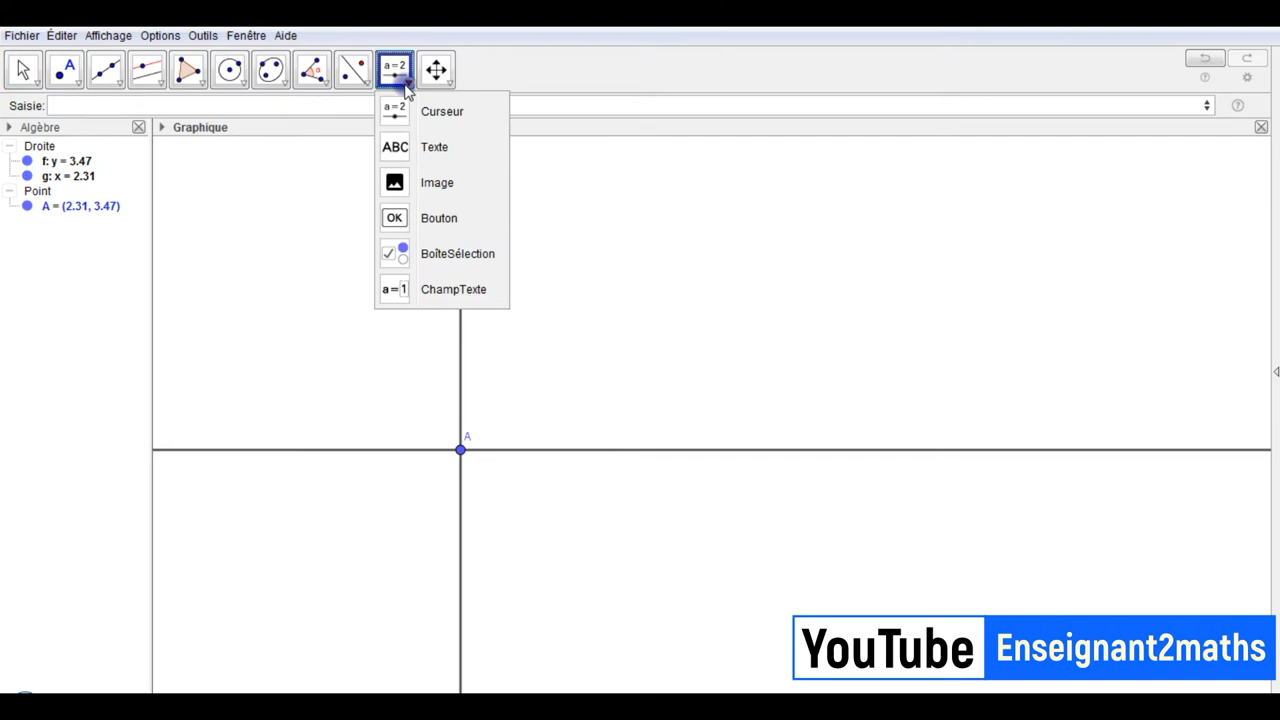 Fichier Éditer Affichage Options Outils Fenêtre Aide
A
a=2
Saisie:
a=2 Curseur
Algèbre
Graphique
Droite
ABC Texte
f: y = 3.47
g: x = 2.31
Image
Point
A = (2.31, 3.47)
OK Bouton
BoîteSélection
a=1 ChampTexte
A
YouTube Enseignant2maths